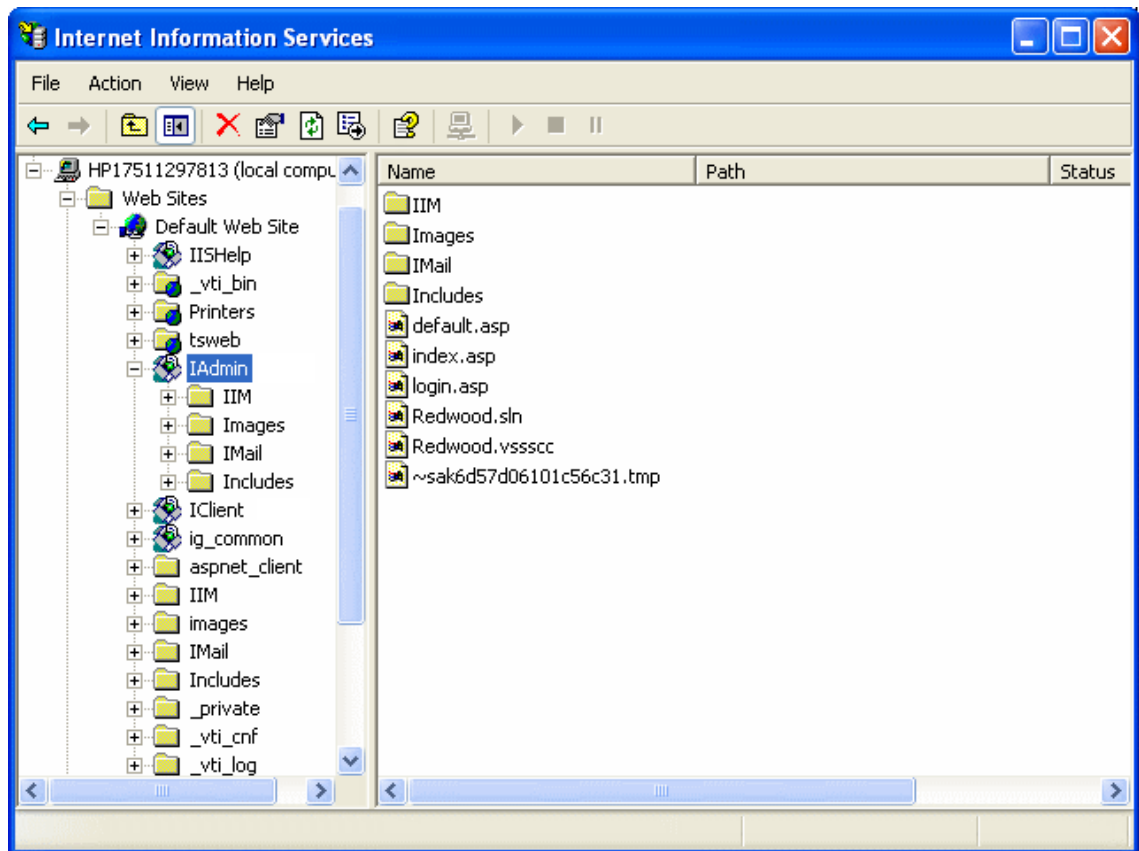 Internet Information Services
File Action View Help
HP17511297813 (local compu
Web Sites
Default Web Site
IISHelp
_vti_bin
Printers
tsweb
IAdmin
IIM
Images
IMail
Includes
IClient
ig_common
aspnet_client
IIM
images
IMail
Includes
_private
_vti_cnf
_vti_log
Name Path Status
IIM
Images
IMail
Includes
default.asp
index.asp
login.asp
Redwood.sln
Redwood.vssscc
~sak6d57d06101c56c31.tmp